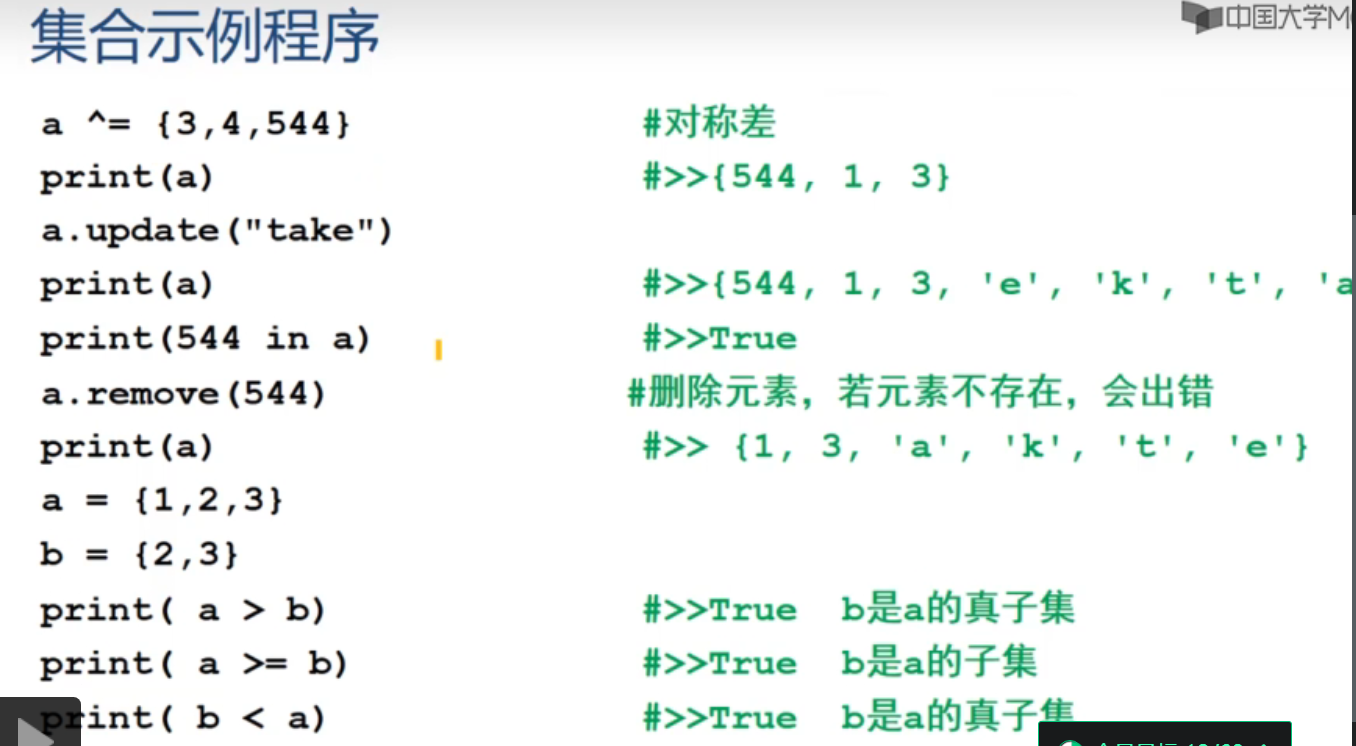 集合示例程序
中国大学M
a ^= {3,4,544} #对称差
print(a) #>>{544, 1, 3}
a.update("take")
print(a) #>>{544, 1, 3, 'e', 'k', 't', 'a
print(544 in a) #>>True
a.remove(544) #删除元素，若元素不存在，会出错
print(a) #>> {1, 3, 'a', 'k', 't', 'e'}
a = {1,2,3}
b = {2,3}
print( a > b) #>>True b是a的真子集
print( a >= b) #>>True b是a的子集
print( b < a) #>>True b是a的真子集